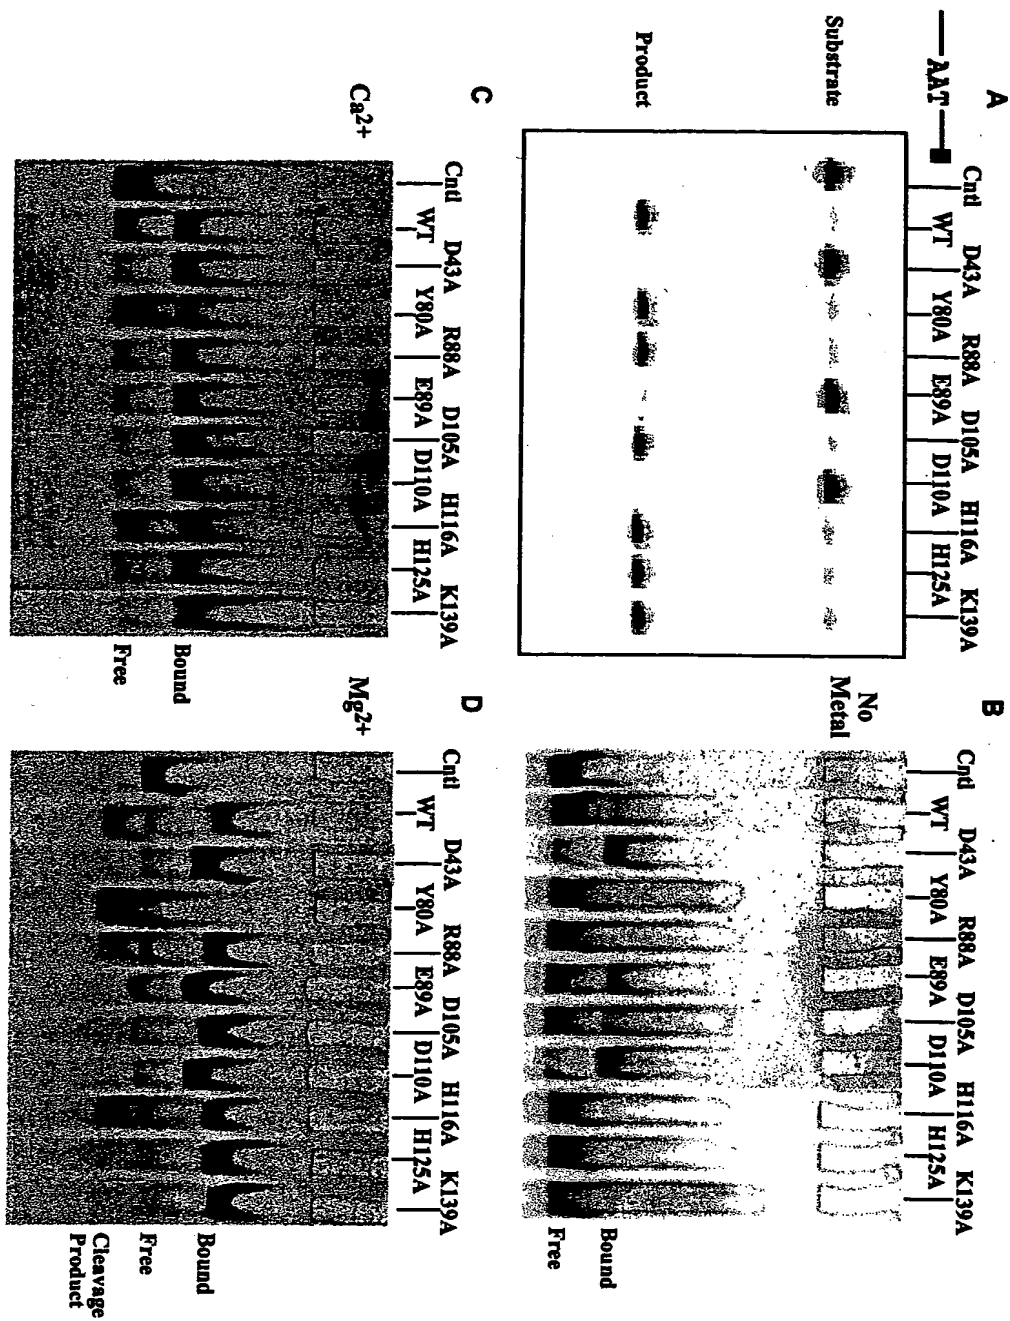 A
AAT
Cntl
WT
D43A
Y80A
R88A
E89A
D105A
D110A
H116A
H125A
K139A
Substrate
Product
B
No
Metal
Cntl
WT
D43A
Y80A
R88A
E89A
D105A
D110A
H116A
H125A
K139A
Bound
Free
C
Ca2+
Cntl
WT
D43A
Y80A
R88A
E89A
D105A
D110A
H116A
H125A
K139A
Bound
Free
D
Mg2+
Cntl
WT
D43A
Y80A
R88A
E89A
D105A
D110A
H116A
H125A
K139A
Bound
Free
Cleavage
Product